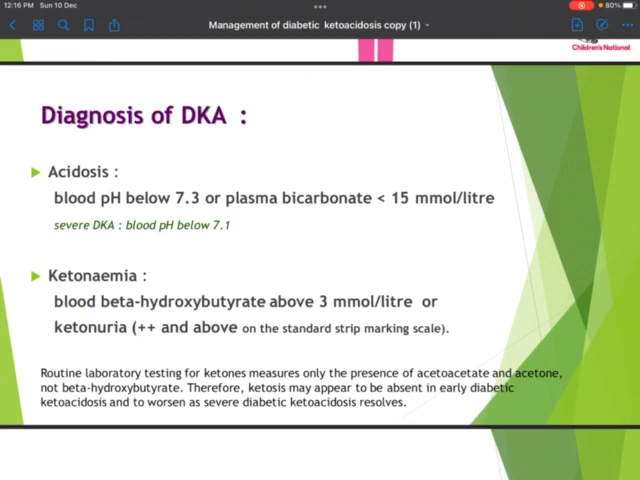 12:16 PM Sun 10 Dec
80%
Management of diabetic ketoacidosis copy (1)
Children's National
Diagnosis of DKA :
Acidosis :
blood pH below 7.3 or plasma bicarbonate < 15 mmol/litre
severe DKA : blood pH below 7.1
Ketonaemia :
blood beta-hydroxybutyrate above 3 mmol/litre or
ketonuria (++ and above on the standard strip marking scale).
Routine laboratory testing for ketones measures only the presence of acetoacetate and acetone,
not beta-hydroxybutyrate. Therefore, ketosis may appear to be absent in early diabetic
ketoacidosis and to worsen as severe diabetic ketoacidosis resolves.